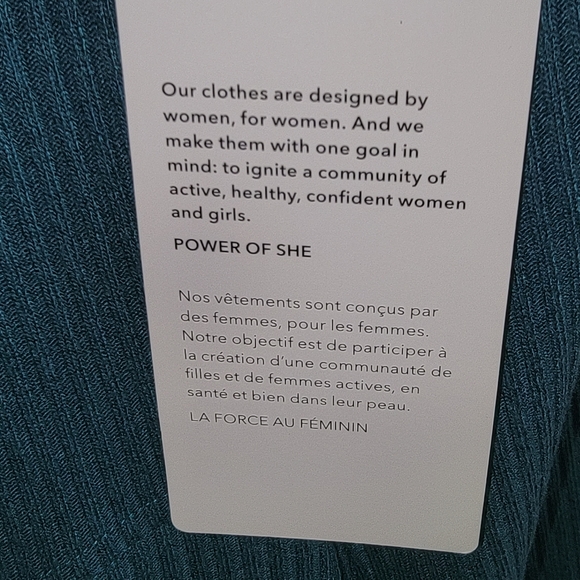 Our clothes are designed by
women, for women. And we
make them with one goal in
mind: to ignite a community of
active, healthy, confident women
and girls.
POWER OF SHE
Nos vêtements sont conçus par
des femmes, pour les femmes.
Notre objectif est de participer à
la création d'une communauté de
filles et de femmes actives, en
santé et bien dans leur peau.
LA FORCE AU FÉMININ